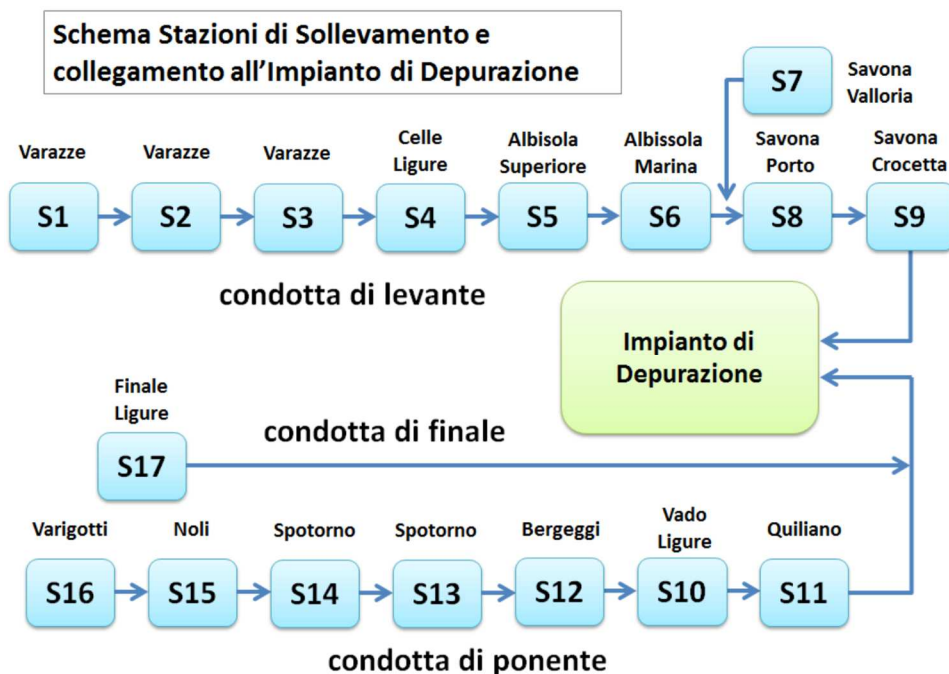 Schema Stazioni di Sollevamento e
collegamento all'Impianto di Depurazione
S7
Savona
Valloria
Varazze
Varazze
Varazze
Celle
Ligure
Albisola
Superiore
Albissola
Marina
Savona
Porto
Savona
Crocetta
S1
S2
S3
S4
S5
S6
S8
S9
condotta di levante
Impianto di
Depurazione
Finale
Ligure
S17
condotta di finale
Varigotti
Noli
Spotorno
Spotorno
Bergeggi
Vado
Ligure
Quiliano
S16
S15
S14
S13
S12
S10
S11
condotta di ponente